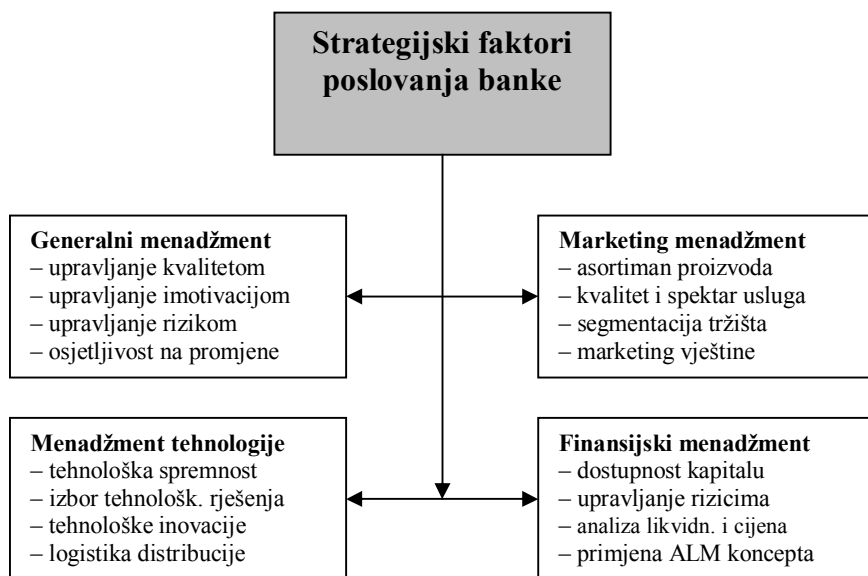 Strategijski faktori
poslovanja banke
Generalni menadžment
– upravljanje kvalitetom
– upravljanje imotivacijom
– upravljanje rizikom
– osjetljivost na promjene
Marketing menadžment
– asortiman proizvoda
– kvalitet i spektar usluga
– segmentacija tržišta
– marketing vještine
Menadžment tehnologije
– tehnološka spremnost
– izbor tehnološk. rješenja
– tehnološke inovacije
– logistika distribucije
Finansijski menadžment
– dostupnost kapitalu
– upravljanje rizicima
– analiza likvidn. i cijena
– primjena ALM koncepta